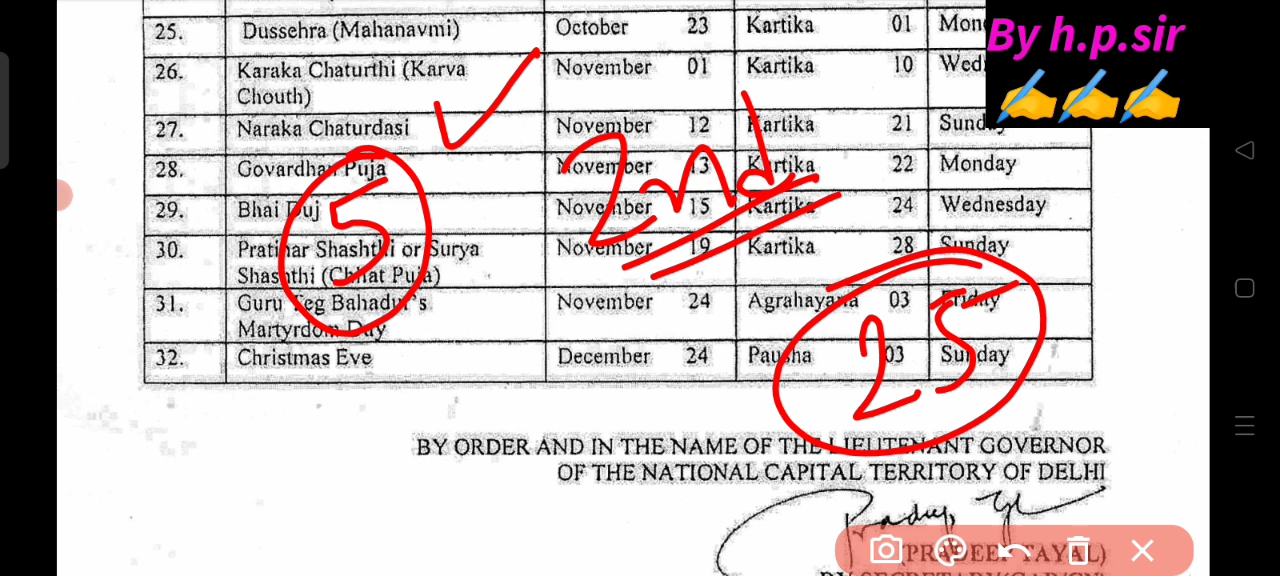 25. Dussehra (Mahanavmi) October 23 Kartika 01
By h.p.sir
26. Karaka Chaturthi (Karva Chouth) November 01 Kartika 10
27. Naraka Chaturdasi November 12 Kartika 21 Sunday
28. Govardhan Puja November 13 Kartika 22 Monday
2nd
29. Bhai Duj November 15 Kartika 24 Wednesday
5
30. Pratihar Shashthi or Surya Shashthi (Chhat Puja) November 19 Kartika 28 Sunday
31. Guru Teg Bahadur's Martyrdom Day November 24 Agrahayana 03 Friday
25
32. Christmas Eve December 24 Pausha 03 Sunday
BY ORDER AND IN THE NAME OF THE LIEUTENANT GOVERNOR
OF THE NATIONAL CAPITAL TERRITORY OF DELHI
(PRADEEP TAYAL)